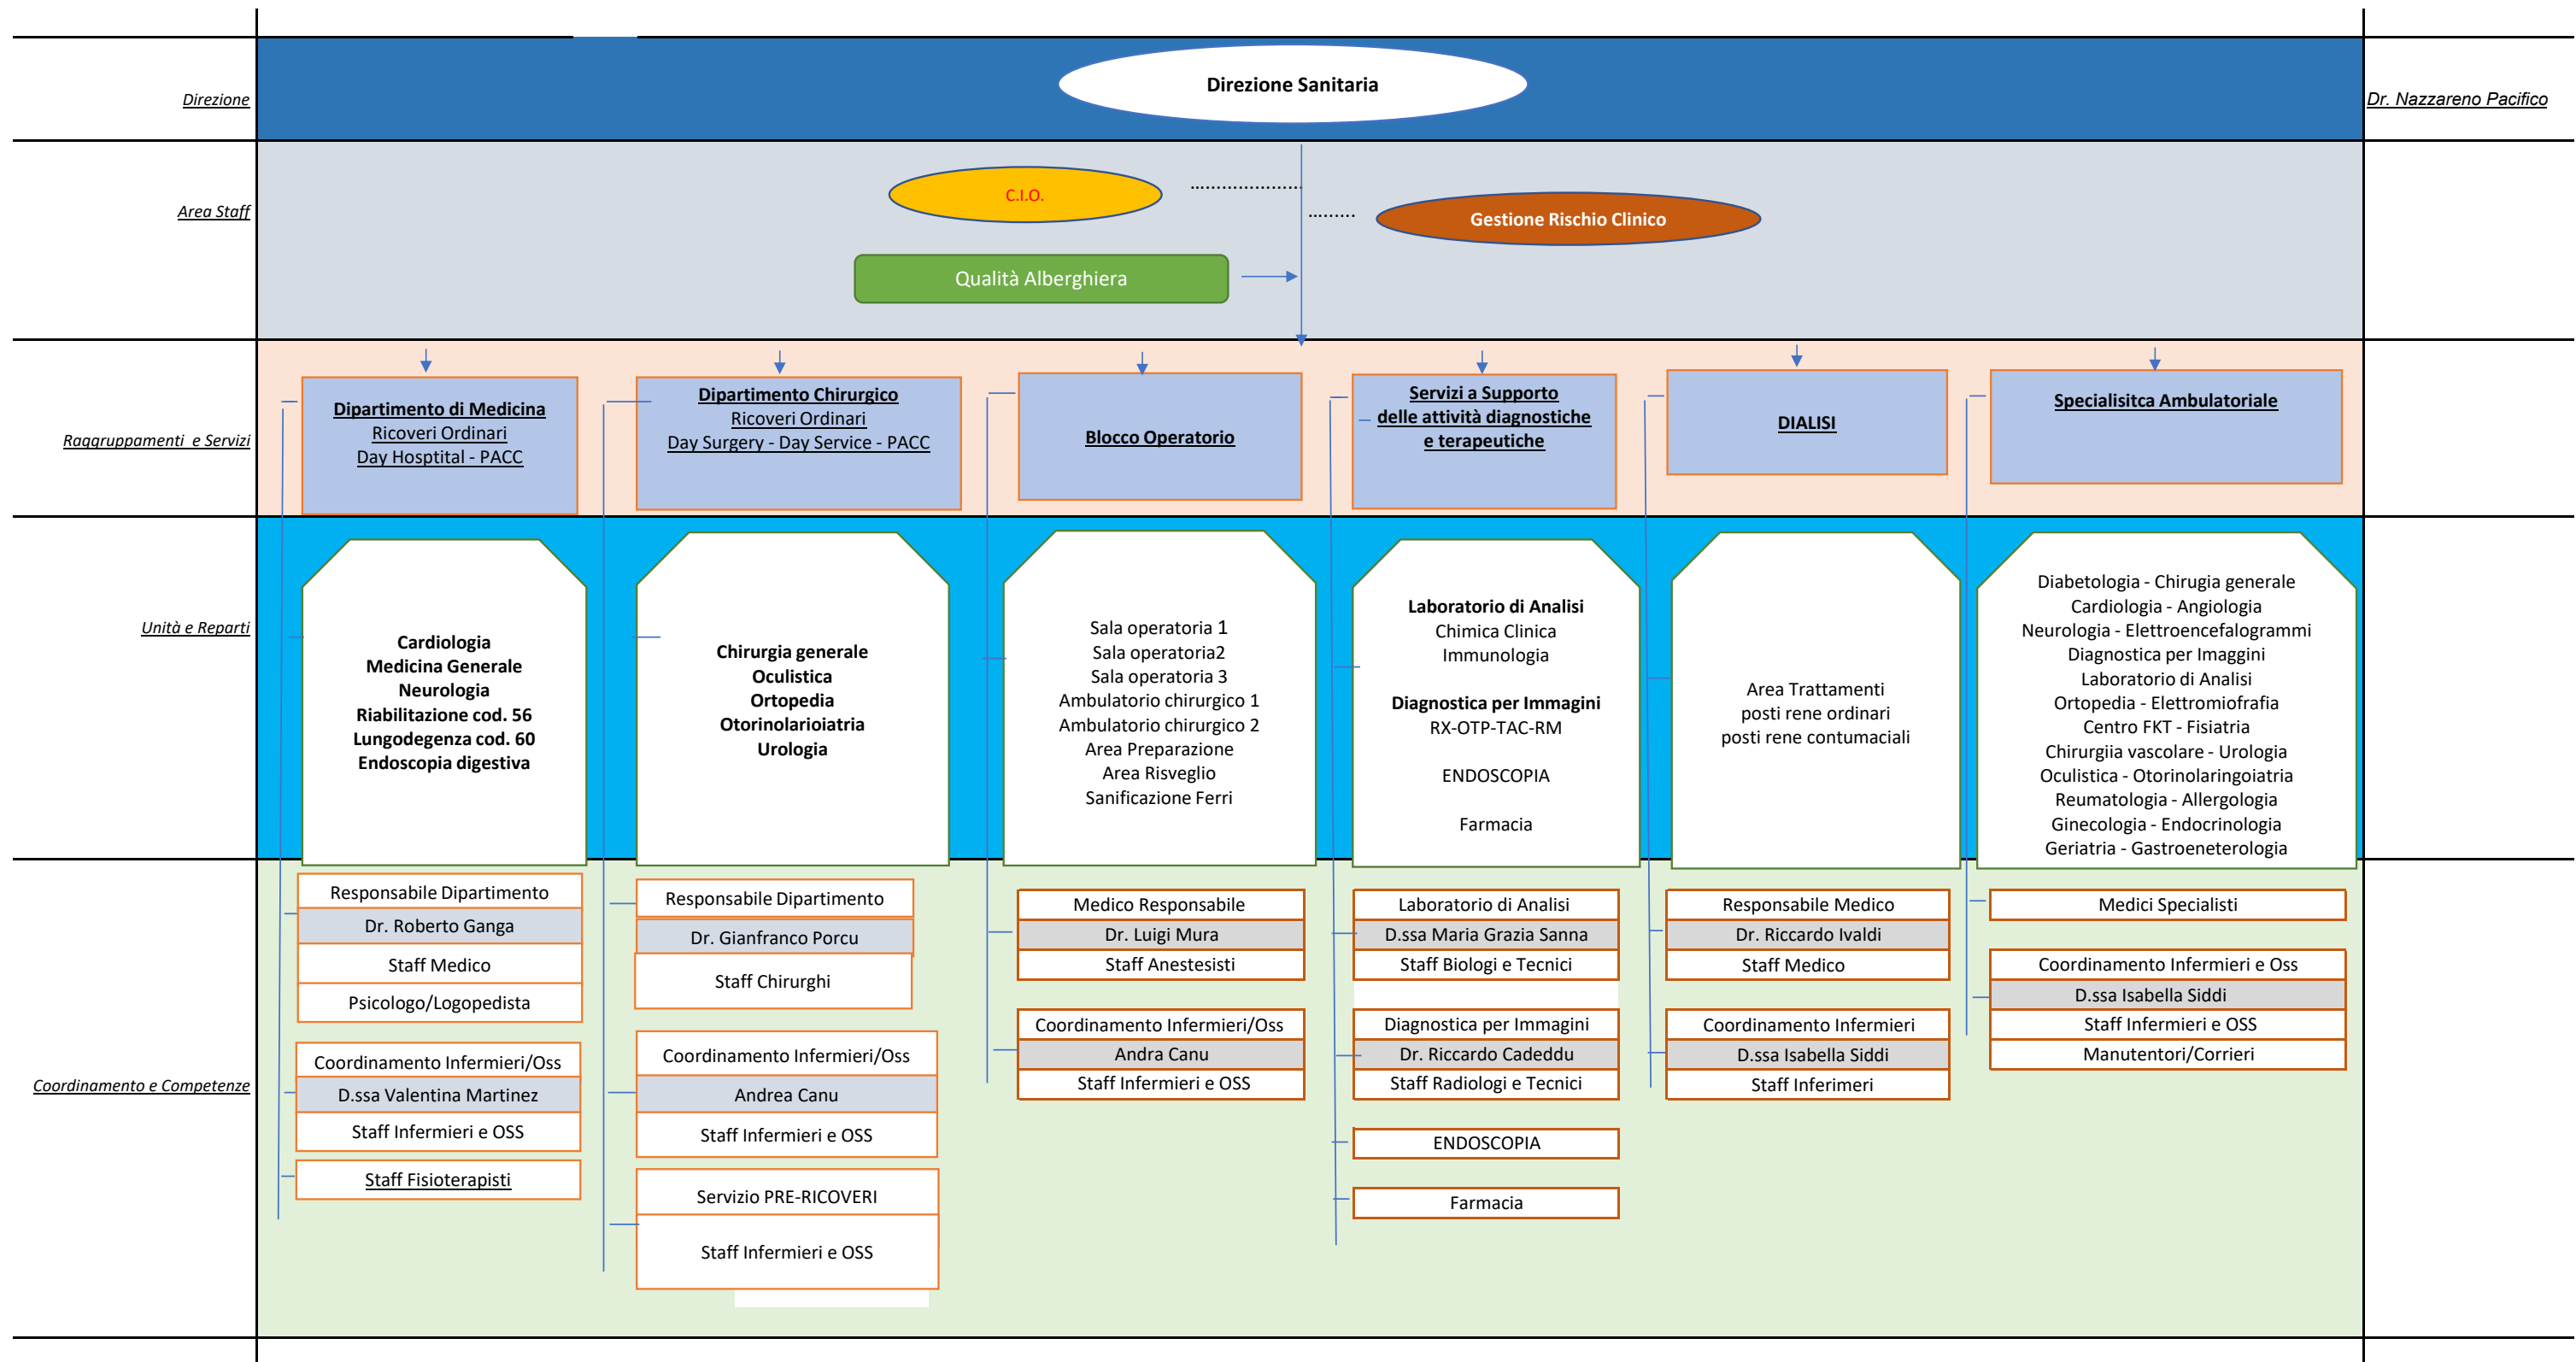 Direzione
Direzione Sanitaria
Dr. Nazzareno Pacifico
Area Staff
C.I.O.
Gestione Rischio Clinico
Qualità Alberghiera
Raggruppamenti e Servizi
Dipartimento di Medicina
Ricoveri Ordinari
Day Hosptital - PACC
Dipartimento Chirurgico
Ricoveri Ordinari
Day Surgery - Day Service - PACC
Blocco Operatorio
Servizi a Supporto
delle attività diagnostiche
e terapeutiche
DIALISI
Specialisitca Ambulatoriale
Unità e Reparti
Cardiologia
Medicina Generale
Neurologia
Riabilitazione cod. 56
Lungodegenza cod. 60
Endoscopia digestiva
Chirurgia generale
Oculistica
Ortopedia
Otorinolarioiatria
Urologia
Sala operatoria 1
Sala operatoria2
Sala operatoria 3
Ambulatorio chirurgico 1
Ambulatorio chirurgico 2
Area Preparazione
Area Risveglio
Sanificazione Ferri
Laboratorio di Analisi
Chimica Clinica
Immunologia
Diagnostica per Immagini
RX-OTP-TAC-RM
ENDOSCOPIA
Farmacia
Area Trattamenti
posti rene ordinari
posti rene contumaciali
Diabetologia - Chirugia generale
Cardiologia - Angiologia
Neurologia - Elettroencefalogrammi
Diagnostica per Imaggini
Laboratorio di Analisi
Ortopedia - Elettromiofrafia
Centro FKT - Fisiatria
Chirurgiia vascolare - Urologia
Oculistica - Otorinolaringoiatria
Reumatologia - Allergologia
Ginecologia - Endocrinologia
Geriatria - Gastroeneterologia
Coordinamento e Competenze
Responsabile Dipartimento
Dr. Roberto Ganga
Staff Medico
Psicologo/Logopedista
Coordinamento Infermieri/Oss
D.ssa Valentina Martinez
Staff Infermieri e OSS
Staff Fisioterapisti
Responsabile Dipartimento
Dr. Gianfranco Porcu
Staff Chirurghi
Coordinamento Infermieri/Oss
Andrea Canu
Staff Infermieri e OSS
Servizio PRE-RICOVERI
Staff Infermieri e OSS
Medico Responsabile
Dr. Luigi Mura
Staff Anestesisti
Coordinamento Infermieri/Oss
Andra Canu
Staff Infermieri e OSS
Laboratorio di Analisi
D.ssa Maria Grazia Sanna
Staff Biologi e Tecnici
Diagnostica per Immagini
Dr. Riccardo Cadeddu
Staff Radiologi e Tecnici
ENDOSCOPIA
Farmacia
Responsabile Medico
Dr. Riccardo Ivaldi
Staff Medico
Coordinamento Infermieri
D.ssa Isabella Siddi
Staff Inferimeri
Medici Specialisti
Coordinamento Infermieri e Oss
D.ssa Isabella Siddi
Staff Infermieri e OSS
Manutentori/Corrieri